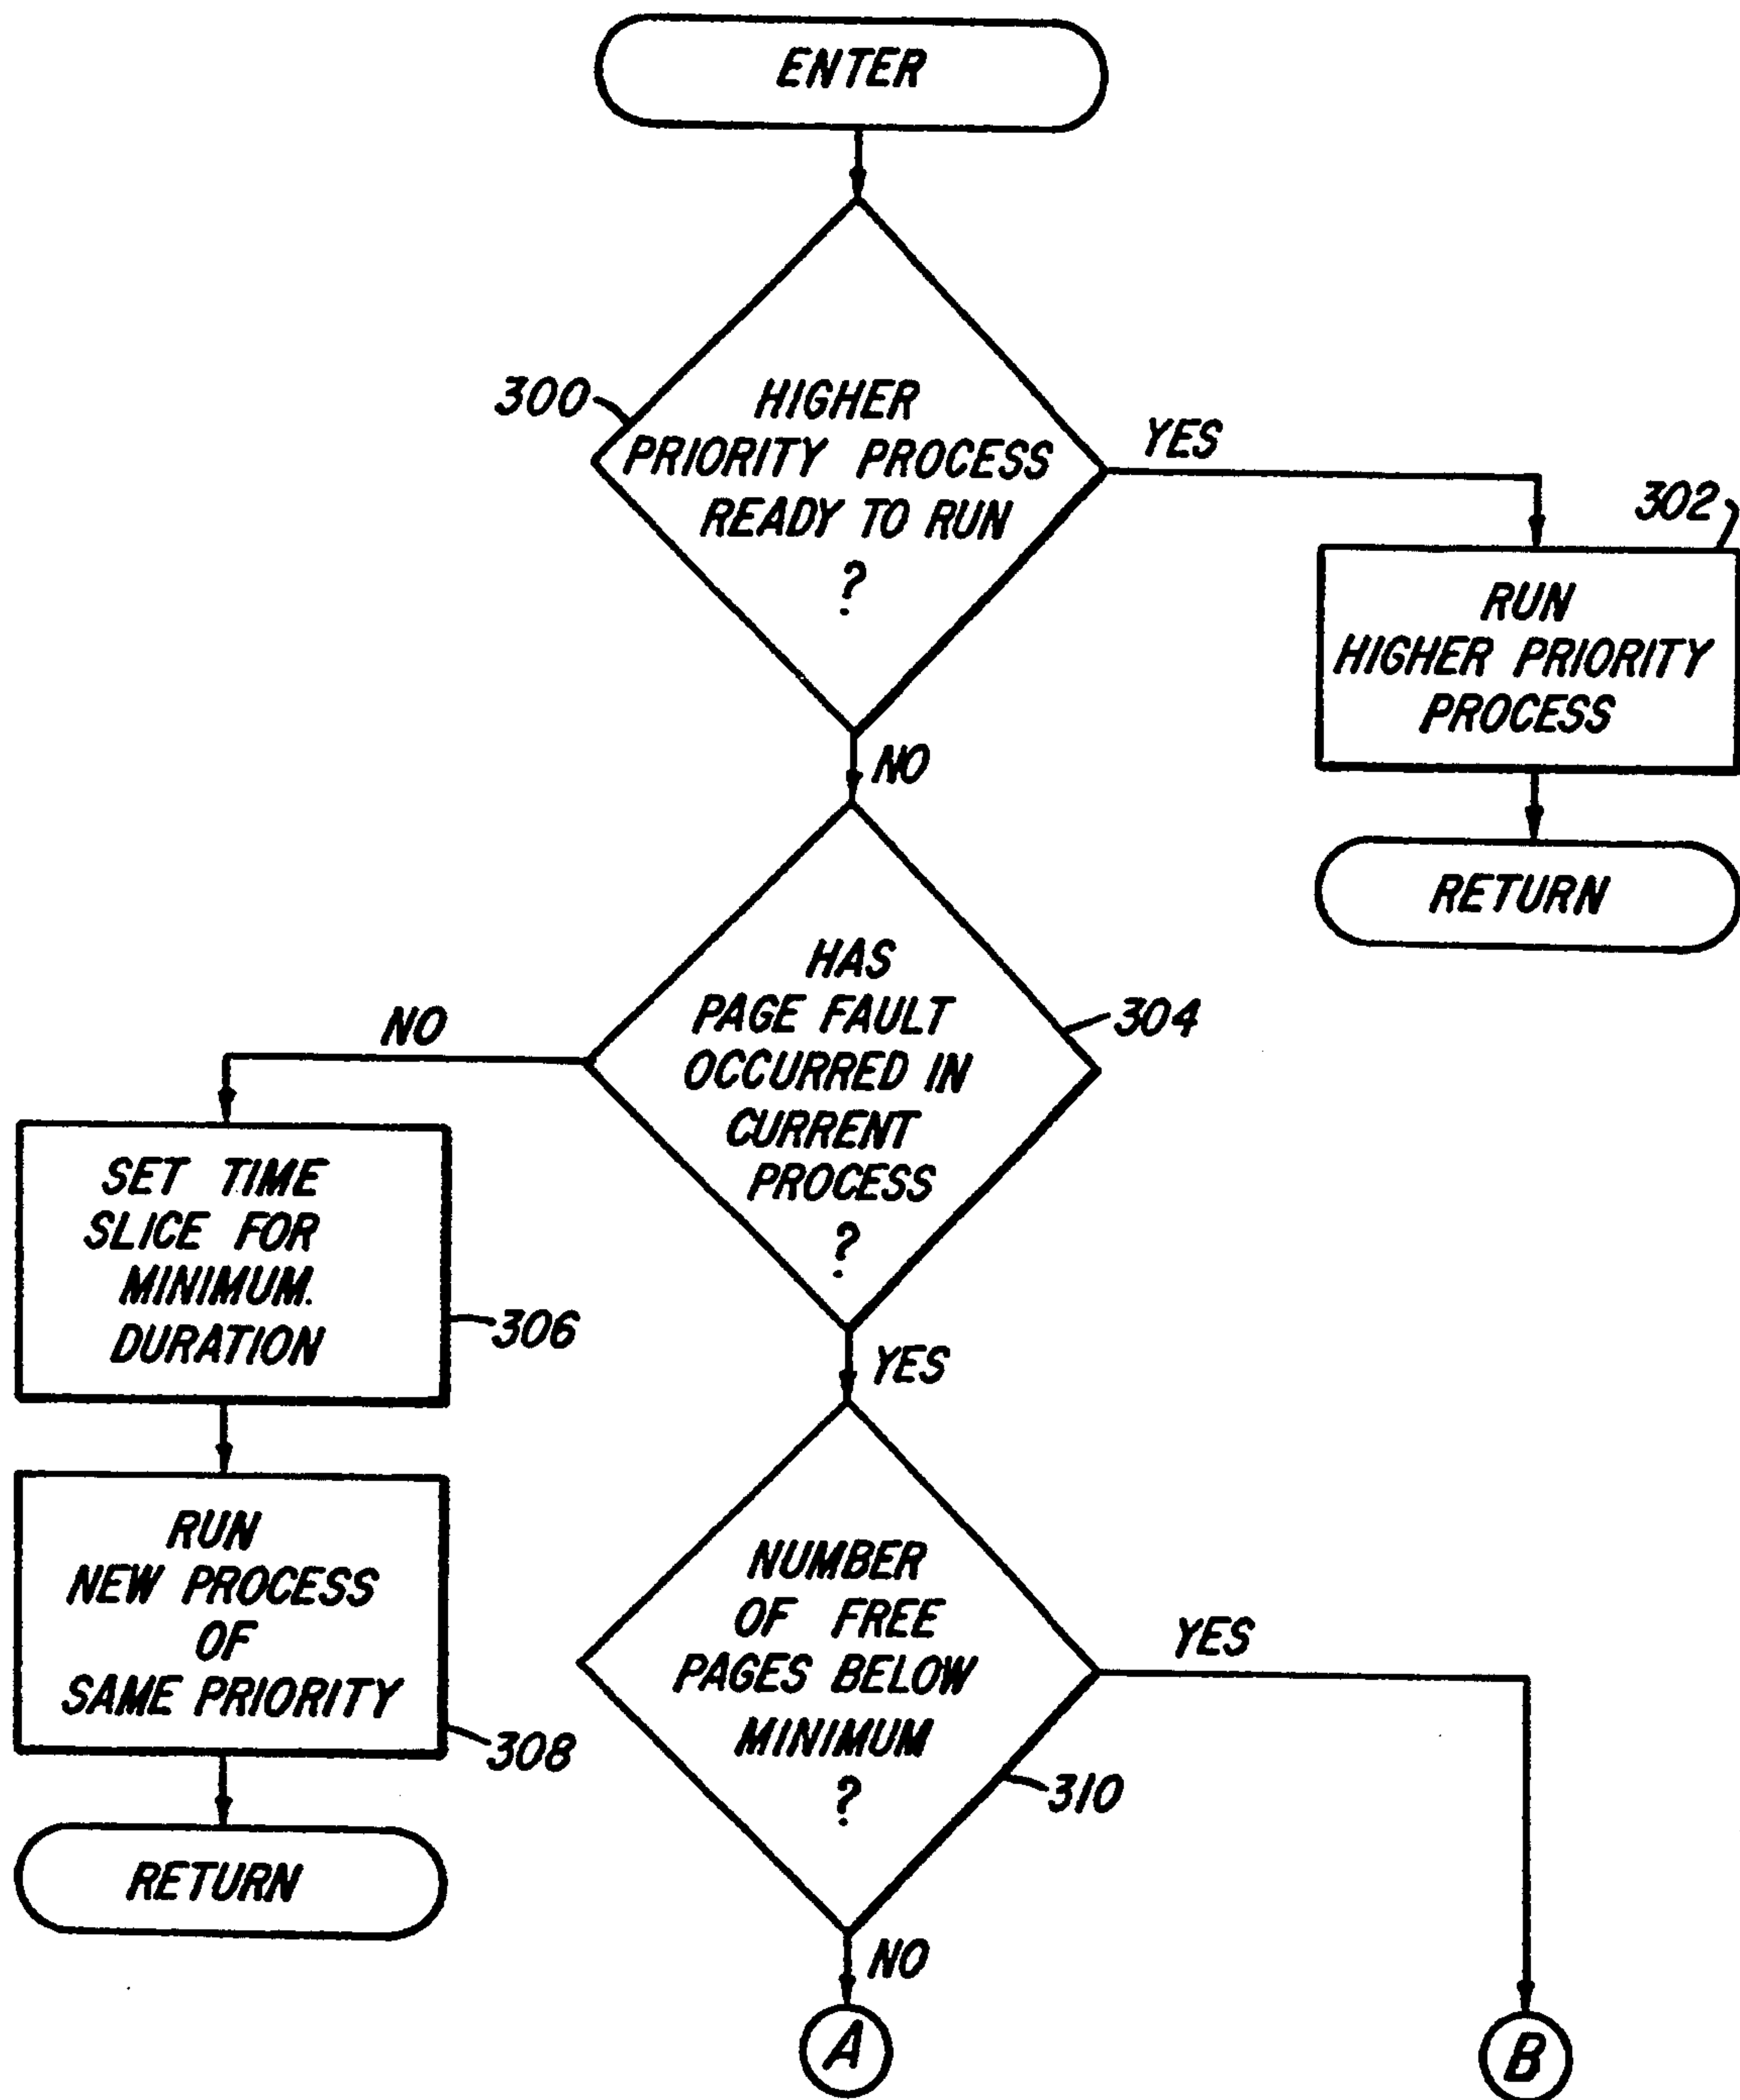 ENTER
300
HIGHER
PRIORITY PROCESS
READY TO RUN
?
YES
302
RUN
HIGHER PRIORITY
PROCESS
RETURN
NO
HAS
PAGE FAULT
OCCURRED IN
CURRENT
PROCESS
?
304
NO
SET TIME
SLICE FOR
MINIMUM.
DURATION
306
RUN
NEW PROCESS
OF
SAME PRIORITY
308
RETURN
YES
NUMBER
OF FREE
PAGES BELOW
MINIMUM
?
310
YES
NO
A
B